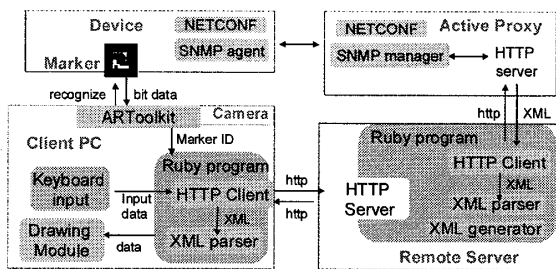 Device
NETCONF
SNMP agent
Marker
recognize
bit data
Active Proxy
NETCONF
SNMP manager
HTTP
server
http
XML
Camera
ARToolkit
Client PC
Marker ID
Ruby program
Keyboard
input
Input
data
HTTP Client
XML
XML parser
Drawing
Module
data
http
http
Ruby program
HTTP Client
XML
HTTP
Server
XML parser
XML generator
Remote Server